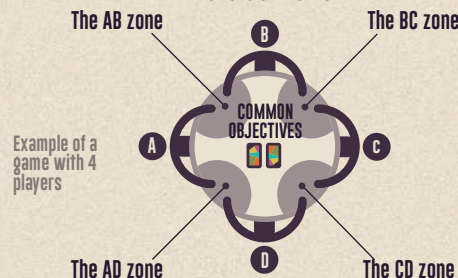 The AB zone
The BC zone
B
COMMON
OBJECTIVES
Example of a
game with 4
players
A
C
D
The AD zone
The CD zone